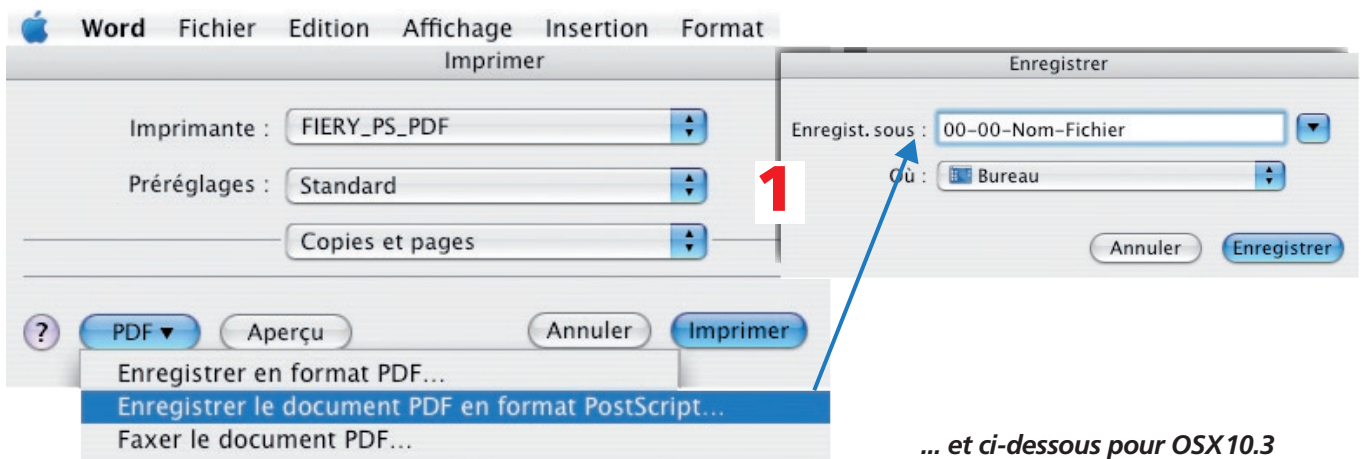 Word Fichier Edition Affichage Insertion Format
Imprimer
Imprimante : FIERY_PS_PDF
Préréglages : Standard
Copies et pages
? PDF ▼ Aperçu Annuler Imprimer
Enregistrer en format PDF...
Enregistrer le document PDF en format PostScript...
Faxer le document PDF...
1
Enregistrer
Enregist. sous : 00-00-Nom-Fichier
Où : Bureau
Annuler Enregistrer
... et ci-dessous pour OSX10.3